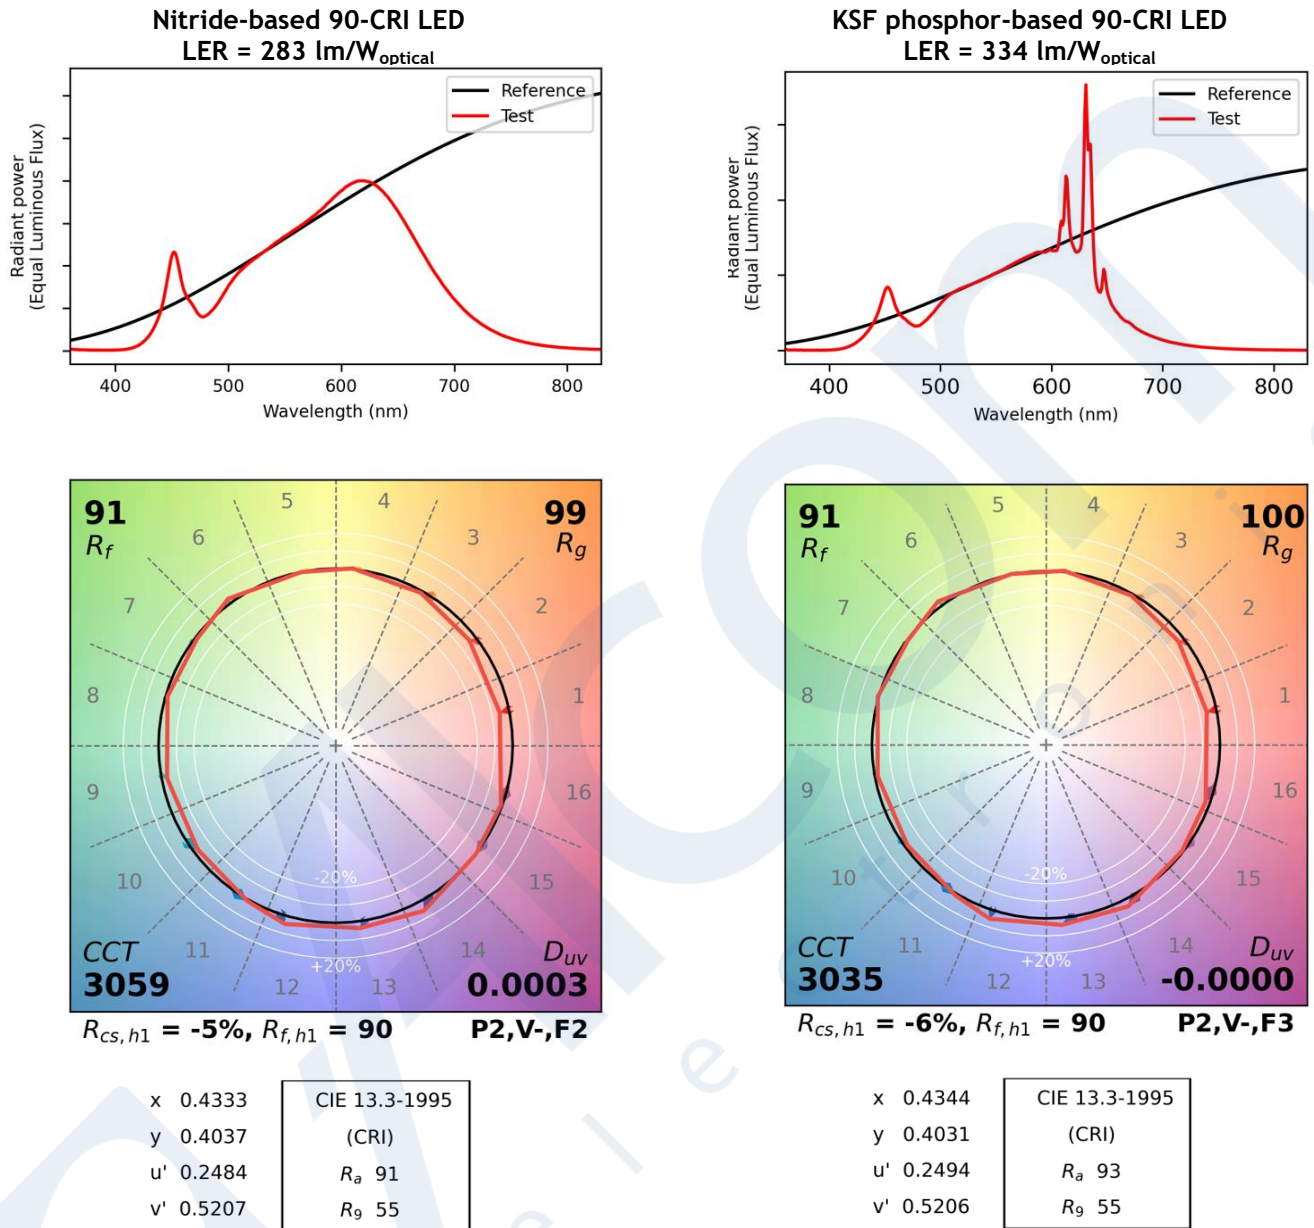 Nitride-based 90-CRI LED
LER = 283 lm/Woptical
Reference
Test
Radiant power
(Equal Luminous Flux)
400 500 600 700 800
Wavelength (nm)
91
Rf
99
Rg
5 4
6 3
7 2
8 1
9 16
10 15
11 14
12 13
-20%
+20%
CCT
3059
Duv
0.0003
Rcs,h1 = -5%, Rf,h1 = 90 P2,V-,F2
x 0.4333
y 0.4037
u' 0.2484
v' 0.5207
CIE 13.3-1995
(CRI)
Ra 91
R9 55
KSF phosphor-based 90-CRI LED
LER = 334 lm/Woptical
Reference
Test
Radiant power
(Equal Luminous Flux)
400 500 600 700 800
Wavelength (nm)
91
Rf
100
Rg
5 4
6 3
7 2
8 1
9 16
10 15
11 14
12 13
-20%
+20%
CCT
3035
Duv
-0.0000
Rcs,h1 = -6%, Rf,h1 = 90 P2,V-,F3
x 0.4344
y 0.4031
u' 0.2494
v' 0.5206
CIE 13.3-1995
(CRI)
Ra 93
R9 55